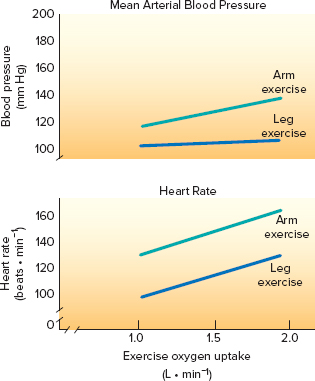 Mean Arterial Blood Pressure
Blood pressure
(mm Hg)
200
180
160
140
120
100
Arm
exercise
Leg
exercise
Heart Rate
Heart rate
(beats • min⁻¹)
160
140
120
100
0
Arm
exercise
Leg
exercise
1.0 1.5 2.0
Exercise oxygen uptake
(L • min⁻¹)